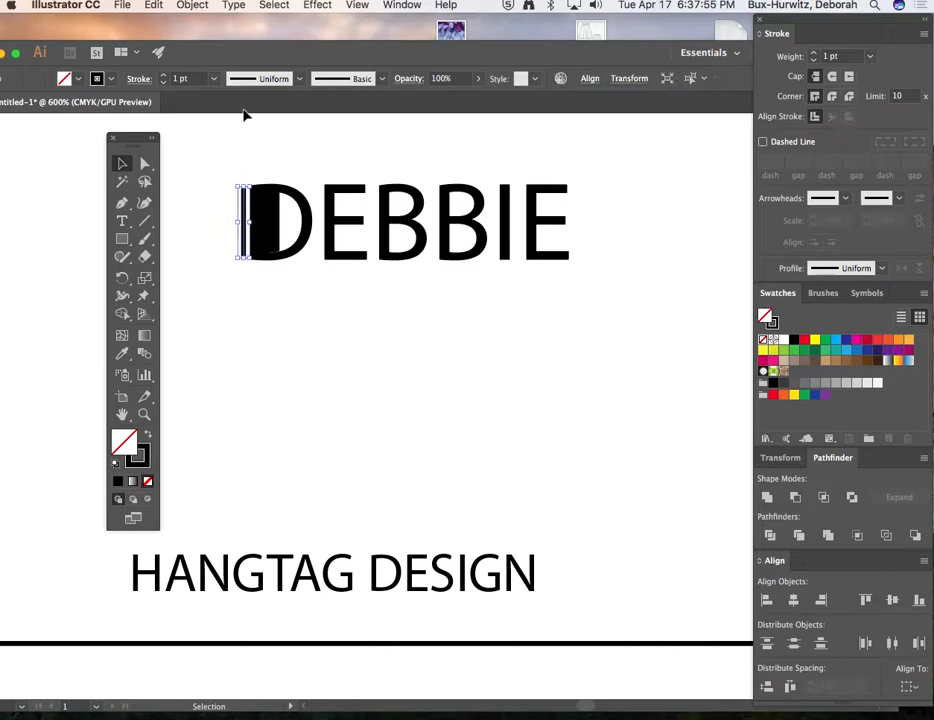 Illustrator CC File Edit Object Type Select Effect View Window Help Tue Apr 17 6:37:55 PM Bux-Hurwitz, Deborah
Ai Br St Essentials
Stroke: 1 pt Uniform Basic Opacity: 100% Style: Align Transform
ntitled-1* @ 600% (CMYK/GPU Preview)
Stroke
Weight: 1 pt
Cap:
Corner: Limit: 10 x
Align Stroke:
Dashed Line
dash gap dash gap dash gap
Arrowheads:
Scale:
Align:
Profile: Uniform
Swatches Brushes Symbols
DEBBIE
Transform Pathfinder
Shape Modes:
Expand
Pathfinders:
HANGTAG DESIGN
Align
Align Objects:
Distribute Objects:
Distribute Spacing: Align To:
1 Selection